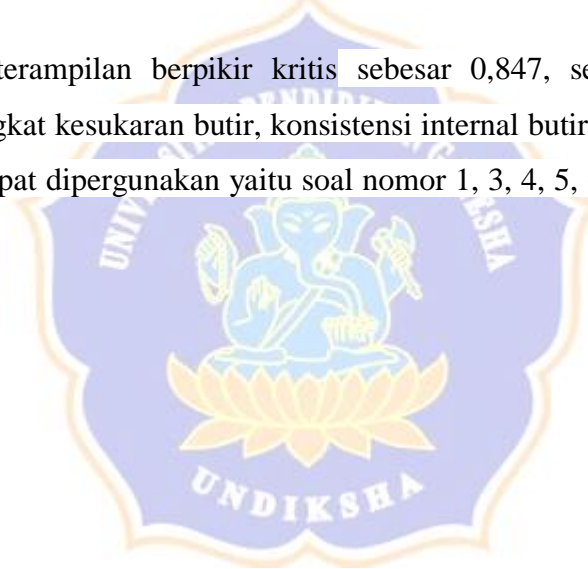 terampilan berpikir kritis sebesar 0,847, se
gkat kesukaran butir, konsistensi internal butir
pat dipergunakan yaitu soal nomor 1, 3, 4, 5,
UNDIKSHA